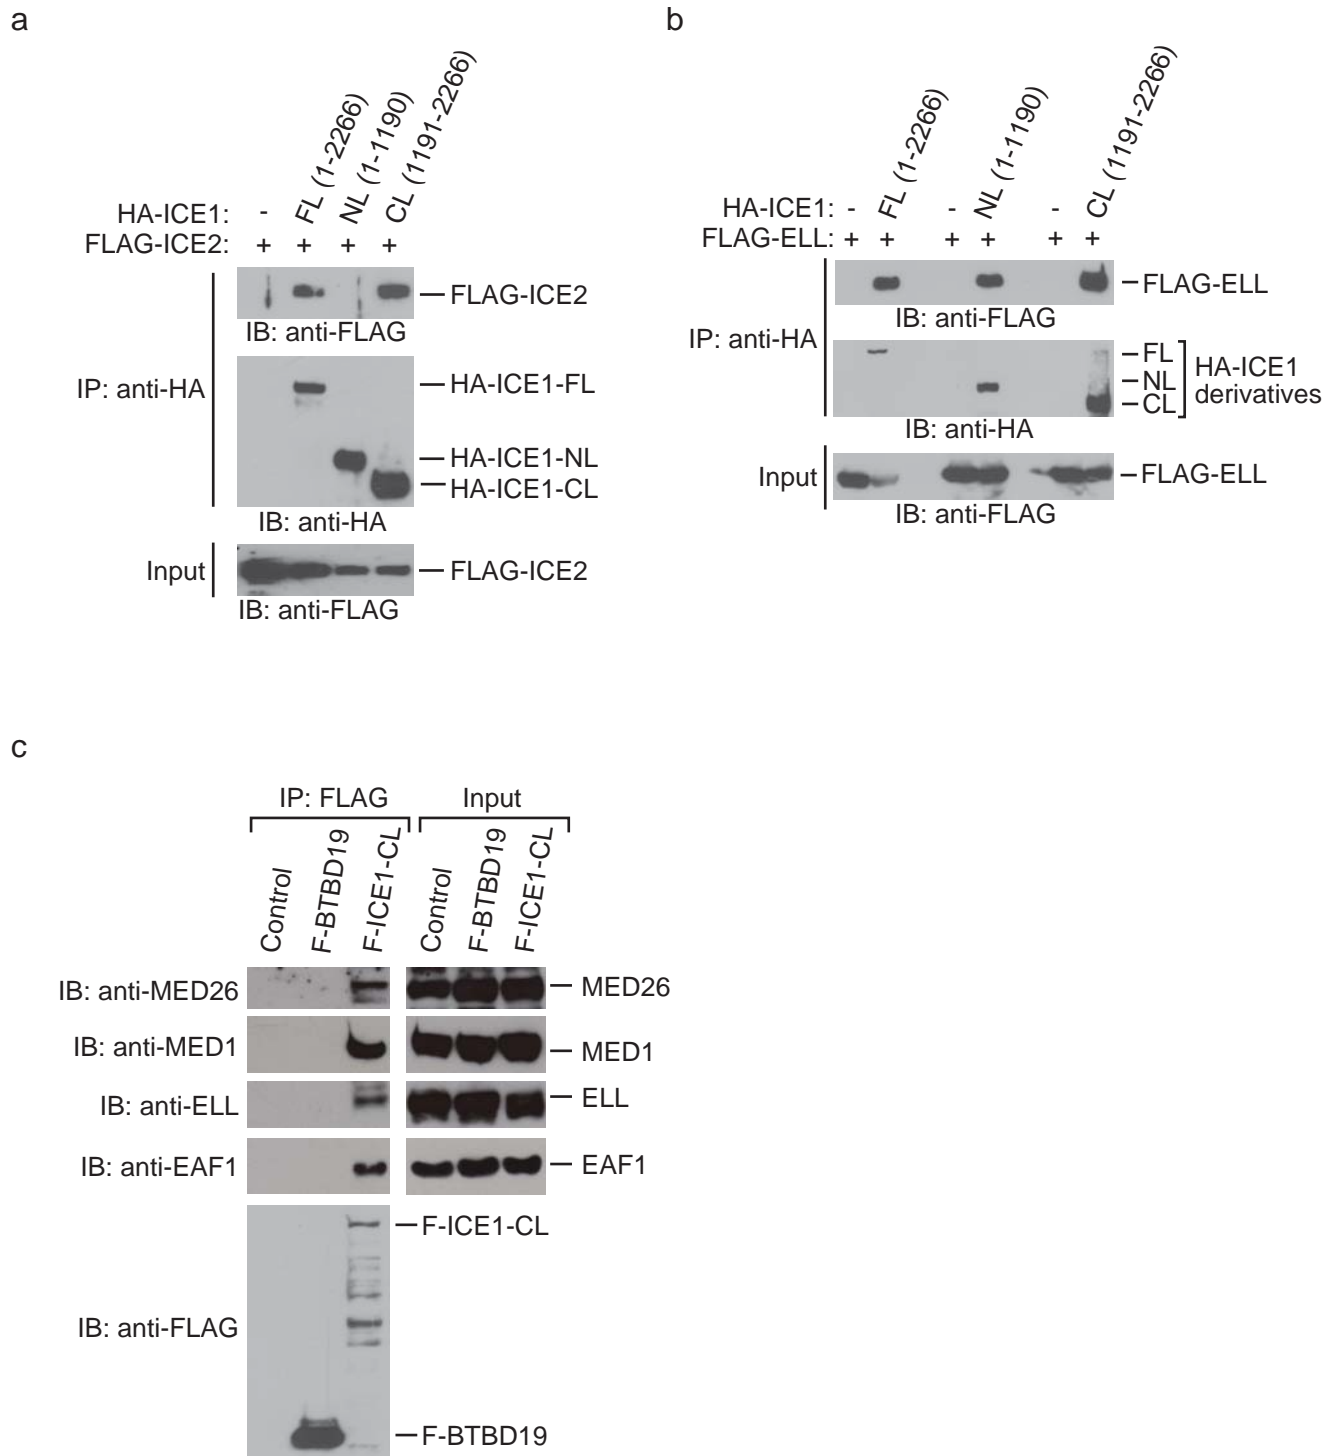 a
FL (1-2266)
NL (1-1190)
CL (1191-2266)
HA-ICE1: -
FLAG-ICE2: + + + +
FLAG-ICE2
IB: anti-FLAG
IP: anti-HA
HA-ICE1-FL
HA-ICE1-NL
HA-ICE1-CL
IB: anti-HA
Input
FLAG-ICE2
IB: anti-FLAG
b
FL (1-2266)
NL (1-1190)
CL (1191-2266)
HA-ICE1: - - -
FLAG-ELL: + + + + + +
FLAG-ELL
IB: anti-FLAG
IP: anti-HA
FL
NL
CL
HA-ICE1
derivatives
IB: anti-HA
Input
FLAG-ELL
IB: anti-FLAG
c
IP: FLAG Input
Control
F-BTBD19
F-ICE1-CL
Control
F-BTBD19
F-ICE1-CL
IB: anti-MED26 MED26
IB: anti-MED1 MED1
IB: anti-ELL ELL
IB: anti-EAF1 EAF1
F-ICE1-CL
IB: anti-FLAG
F-BTBD19